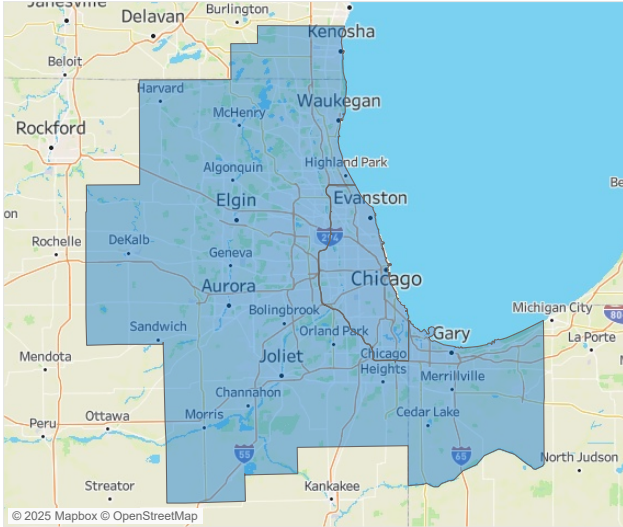 Janesville
Delavan
Burlington
Kenosha
Beloit
Harvard
Waukegan
McHenry
Rockford
Highland Park
Algonquin
Elgin
Evanston
Be
on
294
Rochelle
DeKalb
Geneva
Chicago
Aurora
Bolingbrook
Michigan City
80
Sandwich
Orland Park
Gary
La Porte
Mendota
Joliet
Chicago
Heights
Merrillville
Channahon
Peru
Ottawa
Morris
Cedar Lake
55
65
North Judson
Streator
Kankakee
© 2025 Mapbox © OpenStreetMap